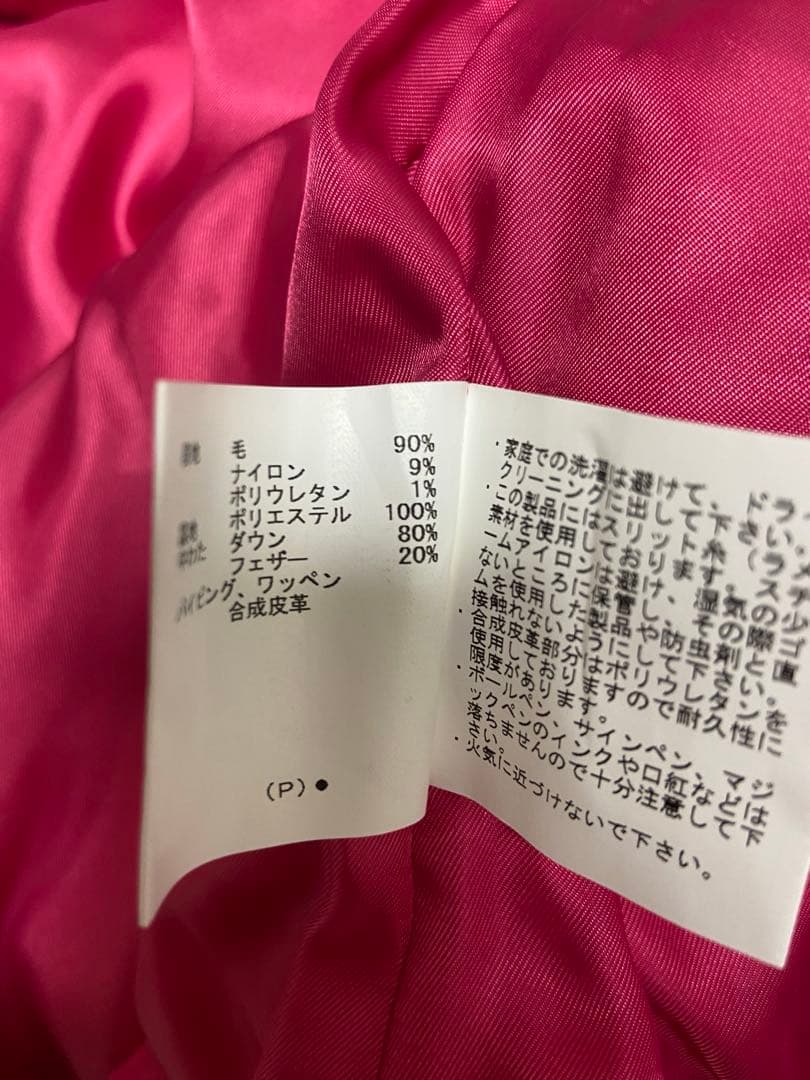 表地 毛 90%
ナイロン 9%
ポリウレタン 1%
裏地 ポリエステル 100%
中わた ダウン 80%
フェザー 20%
パイピング、ワッペン
合成皮革
(P)●
・家庭での洗濯は避けて、ドラ
クリーニングに出して下さい。
・この製品にはスリット糸(ラメ
素材を使用しております。
ームアイロンは避け、湿気の少
ないところに保管し、その際ゴ
ムを使用した製品や防虫剤と直
接触れないようにして下さい。
・合成皮革部分はポリウレタンを
使用しておりますので耐久性に
限度があります。
・ボールペン、サインペン、マジ
ックペンのインクや口紅などは
落ちませんので十分注意して下
さい。
・火気に近づけないで下さい。